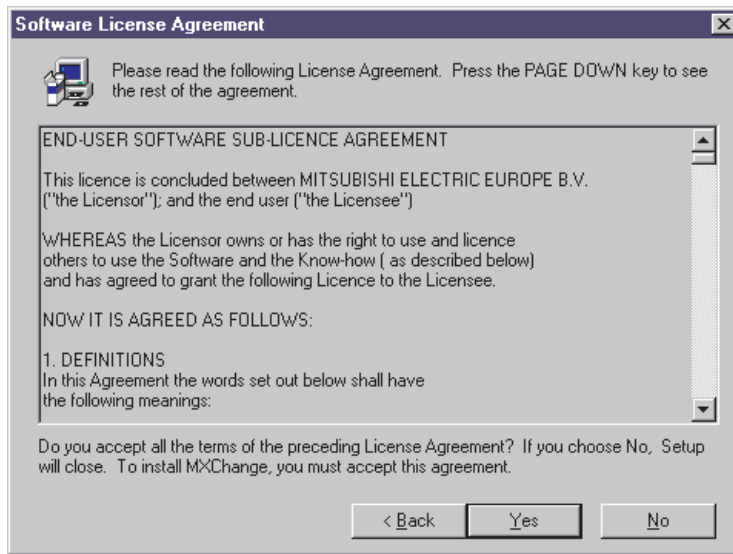 Software License Agreement
Please read the following License Agreement. Press the PAGE DOWN key to see
the rest of the agreement.
END-USER SOFTWARE SUB-LICENCE AGREEMENT
This licence is concluded between MITSUBISHI ELECTRIC EUROPE B.V.
("the Licensor"); and the end user ("the Licensee")
WHEREAS the Licensor owns or has the right to use and licence
others to use the Software and the Know-how ( as described below)
and has agreed to grant the following Licence to the Licensee.
NOW IT IS AGREED AS FOLLOWS:
1. DEFINITIONS
In this Agreement the words set out below shall have
the following meanings:
Do you accept all the terms of the preceding License Agreement? If you choose No, Setup
will close. To install MXChange, you must accept this agreement.
< Back Yes No